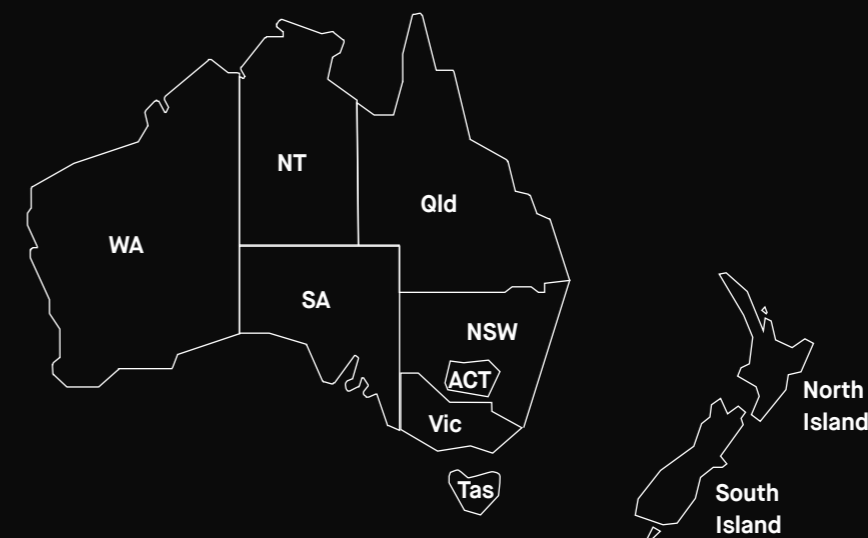 NT
Qld
WA
SA
NSW
ACT
Vic
North
Island
Tas
South
Island